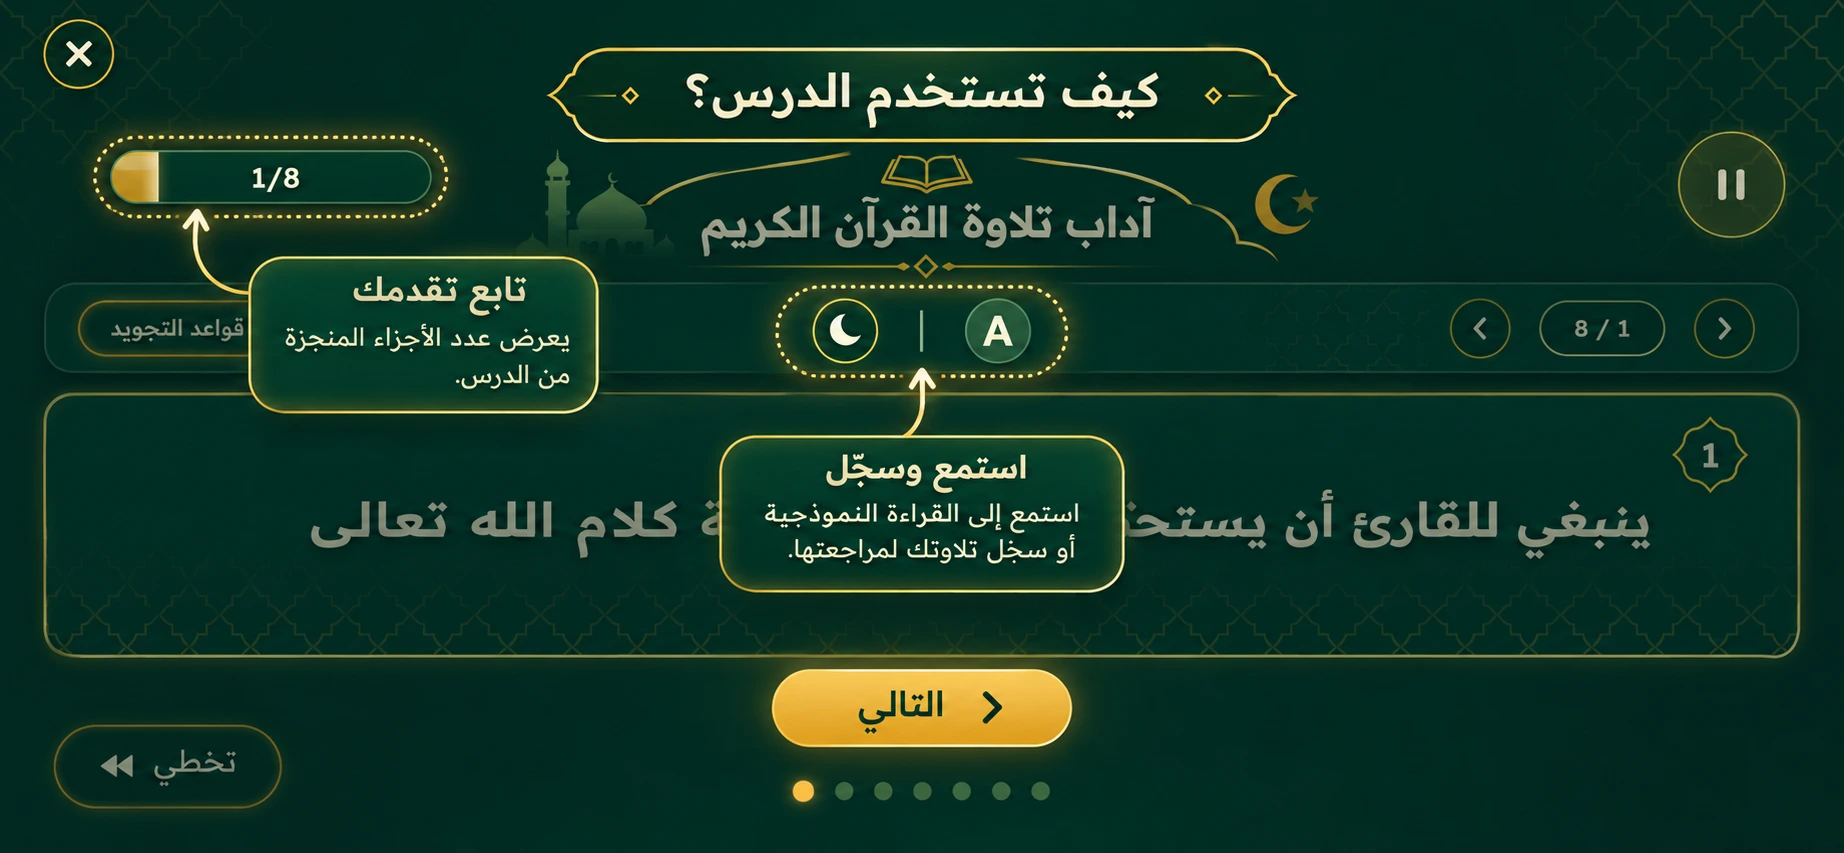 كيف تستخدم الدرس؟
1/8
آداب تلاوة القرآن الكريم
تابع تقدمك
يعرض عدد الأجزاء المنجزة
من الدرس.
قواعد التجويد
A
8 / 1
1
استمع وسجّل
استمع إلى القراءة النموذجية
أو سخل تلاوتك لمراجعتها.
ينبغي للقارئ أن
كلام الله تعالى
التالي
تخطي